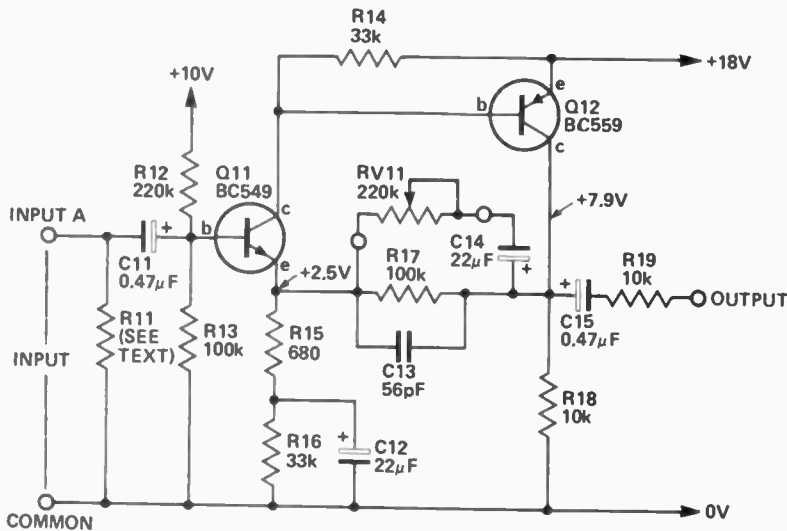 R14
33k
+18V
+10V
e
b
Q12
BC559
c
R12
220k
Q11
BC549
RV11
220k
+7.9V
INPUT A
+
b
c
e
C11
0.47μF
C14
22μF
+
R19
10k
+2.5V
R17
100k
+
OUTPUT
C15
0.47μF
R11
(SEE
TEXT)
R13
100k
R15
680
C13
56pF
INPUT
R18
10k
R16
33k
+
C12
22μF
COMMON
0V